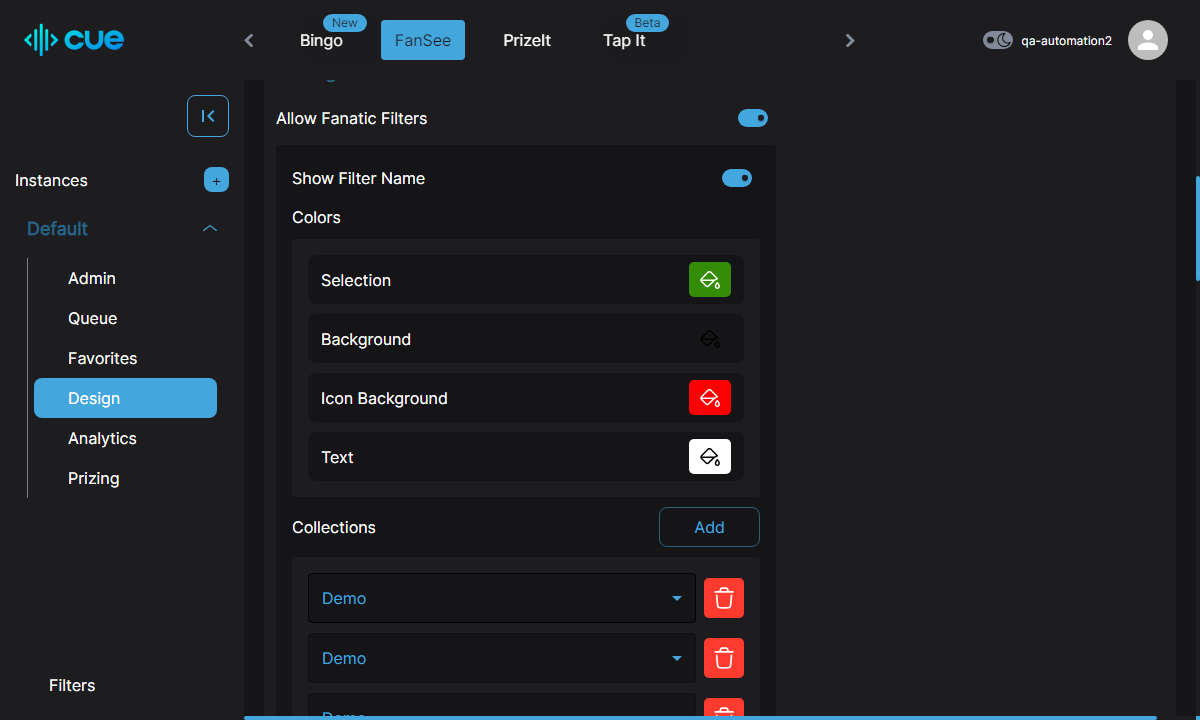 cue
New
Bingo
FanSee
PrizeIt
Beta
Tap It
qa-automation2
Instances
+
Default
Admin
Queue
Favorites
Design
Analytics
Prizing
Filters
Allow Fanatic Filters
Show Filter Name
Colors
Selection
Background
Icon Background
Text
Collections
Add
Demo
Demo
Demo